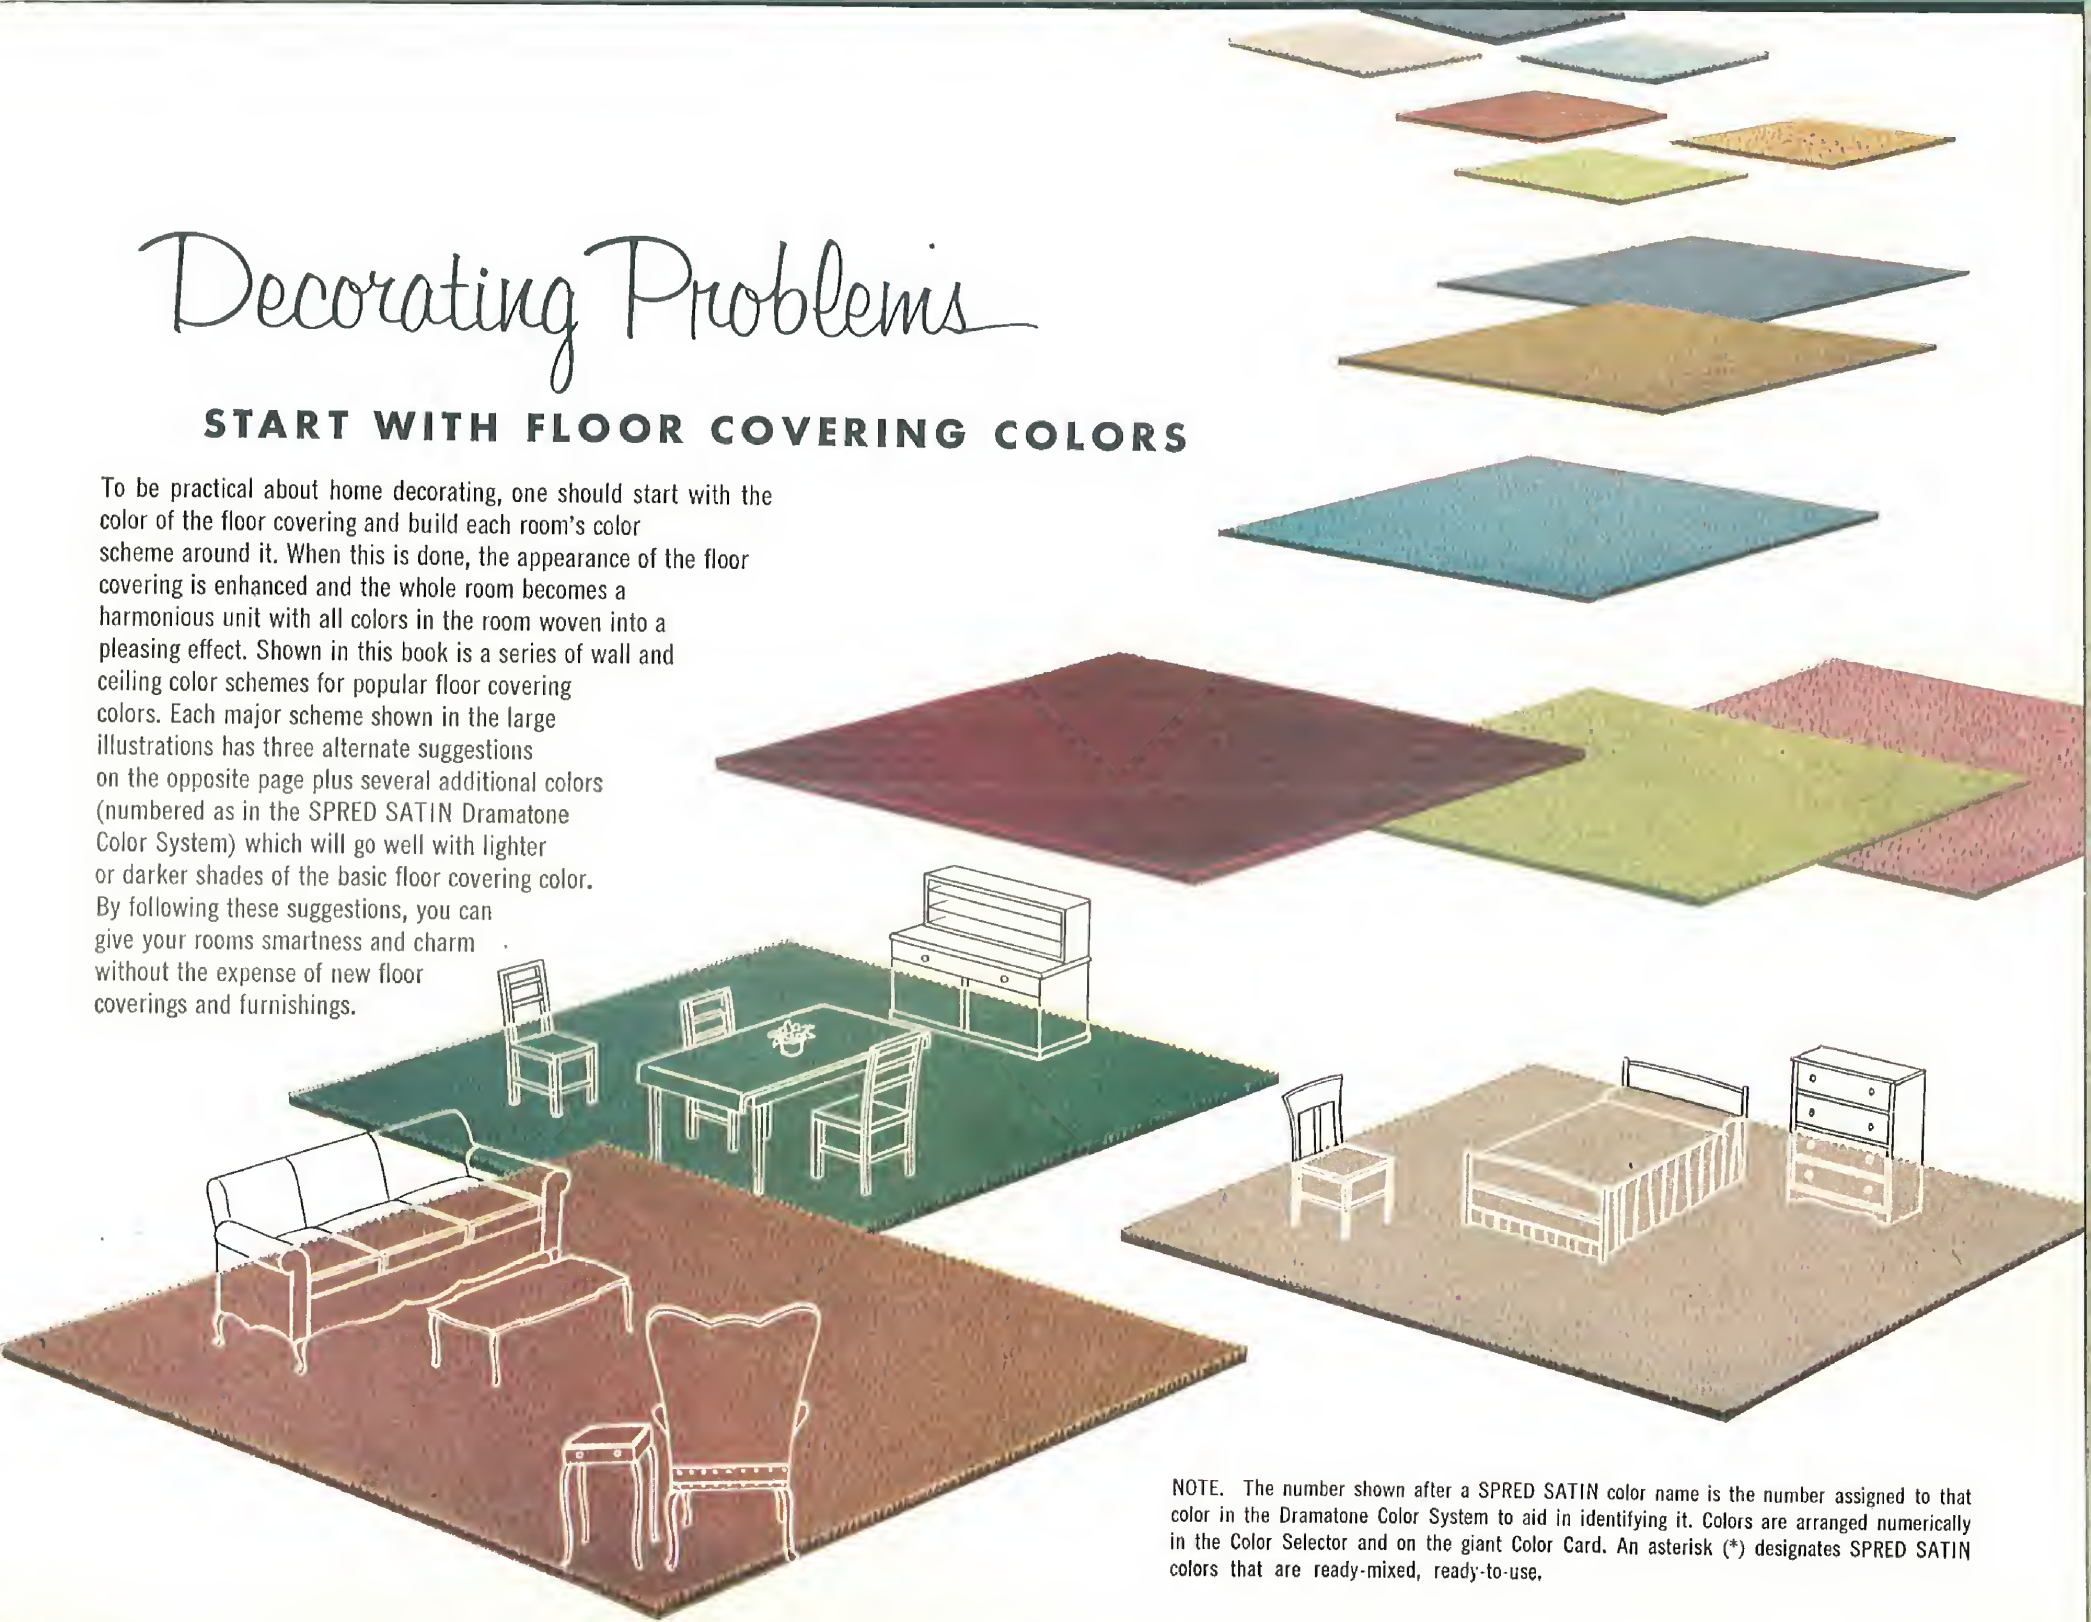 Decorating Problems
START WITH FLOOR COVERING COLORS
To be practical about home decorating, one should start with the
color of the floor covering and build each room's color
scheme around it. When this is done, the appearance of the floor
covering is enhanced and the whole room becomes a
harmonious unit with all colors in the room woven into a
pleasing effect. Shown in this book is a series of wall and
ceiling color schemes for popular floor covering
colors. Each major scheme shown in the large
illustrations has three alternate suggestions
on the opposite page plus several additional colors
(numbered as in the SPRED SATIN Dramatone
Color System) which will go well with lighter
or darker shades of the basic floor covering color.
By following these suggestions, you can
give your rooms smartness and charm
without the expense of new floor
coverings and furnishings.
NOTE. The number shown after a SPRED SATIN color name is the number assigned to that
color in the Dramatone Color System to aid in identifying it. Colors are arranged numerically
in the Color Selector and on the giant Color Card. An asterisk (*) designates SPRED SATIN
colors that are ready-mixed, ready-to-use.